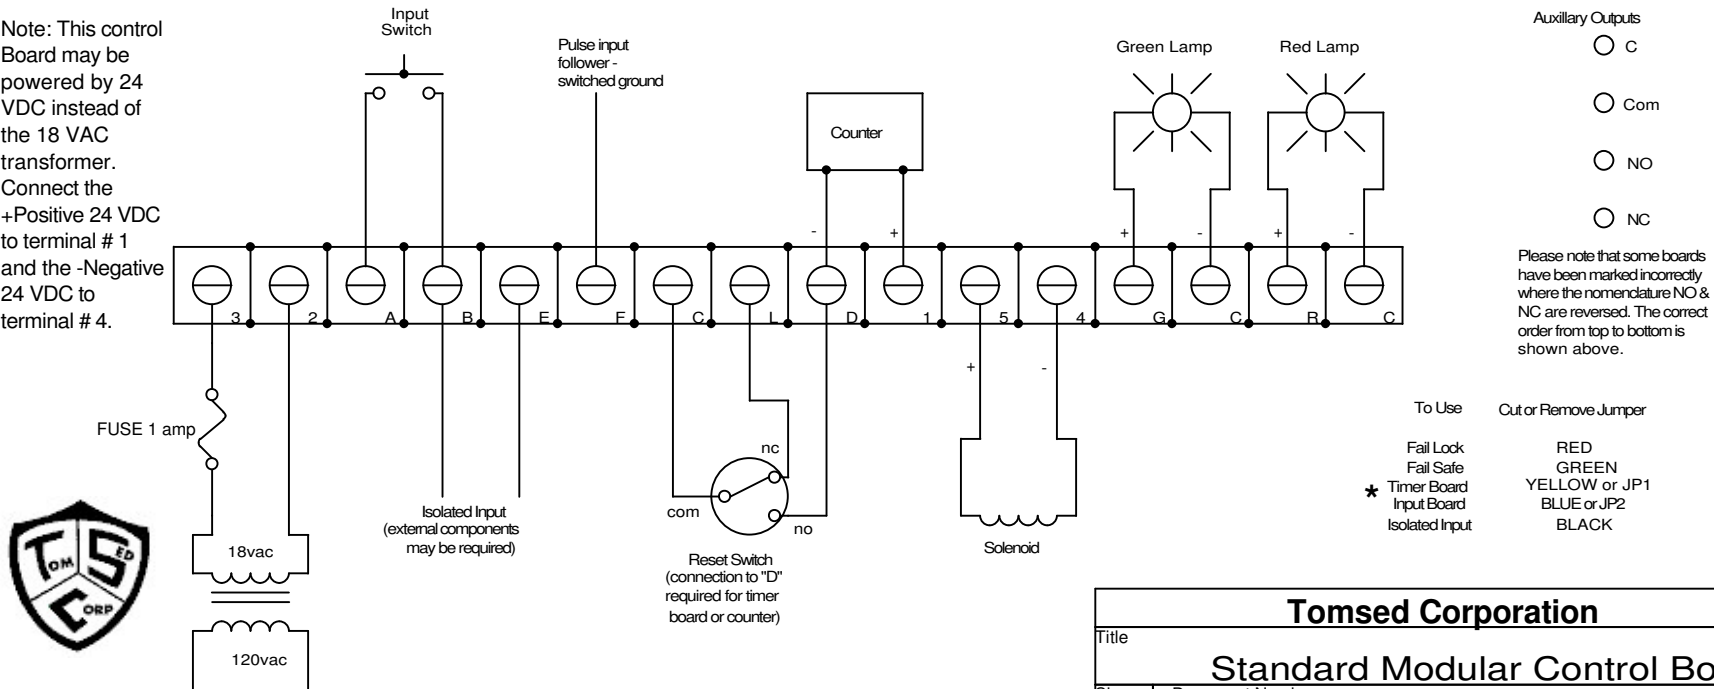 Note: This control
Board may be
powered by 24
VDC instead of
the 18 VAC
transformer.
Connect the
+Positive 24 VDC
to terminal # 1
and the -Negative
24 VDC to
terminal # 4.
Input
Switch
Pulse input
follower -
switched ground
Counter
Green Lamp
Red Lamp
Auxillary Outputs
C
Com
NO
NC
Please note that some boards
have been marked incorrectly
where the nomenclature NO &
NC are reversed. The correct
order from top to bottom is
shown above.
- + + - + -
3 2 A B E F C L D 1 5 4 G C R C
+ -
FUSE 1 amp
18vac
120vac
Isolated Input
(external components
may be required)
nc
com
no
Reset Switch
(connection to "D"
required for timer
board or counter)
Solenoid
To Use Cut or Remove Jumper
Fail Lock RED
Fail Safe GREEN
* Timer Board YELLOW or JP1
Input Board BLUE or JP2
Isolated Input BLACK
TOM SED CORP
Tomsed Corporation
Title
Standard Modular Control Bo